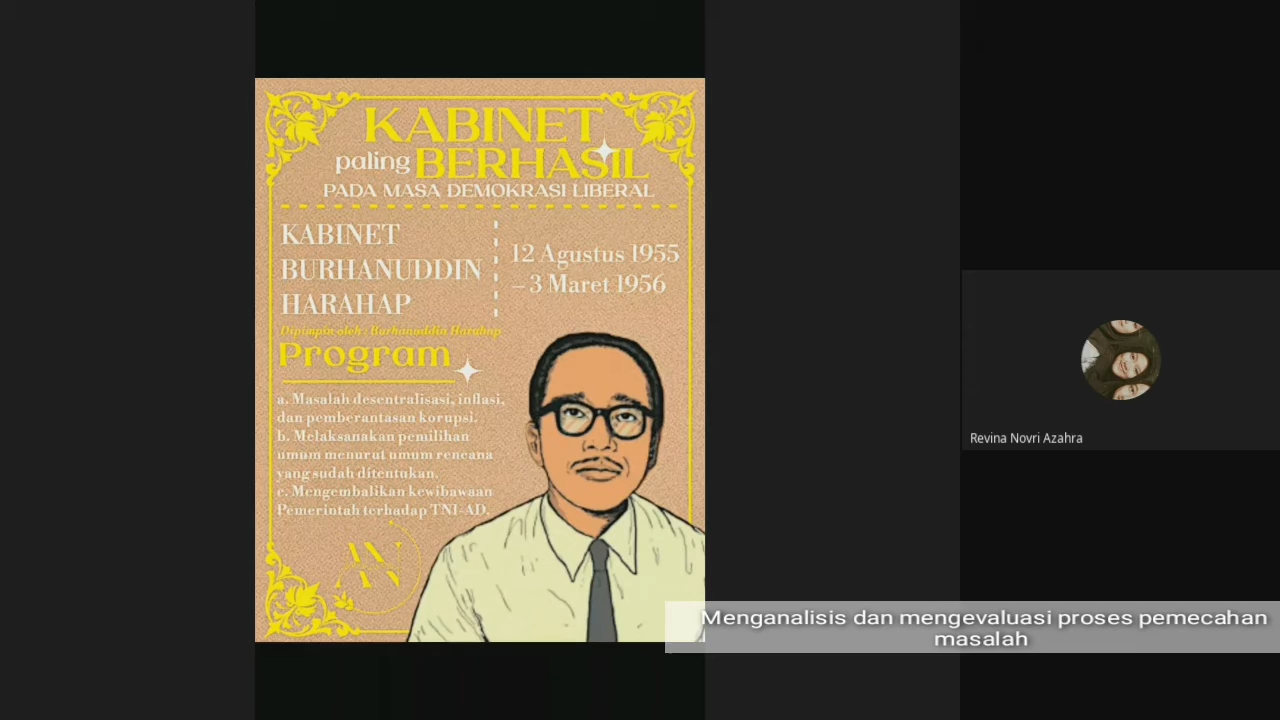 KABINET
paling BERHASIL
PADA MASA DEMOKRASI LIBERAL
KABINET
BURHANUDDIN
HARAHAP
12 Agustus 1955
– 3 Maret 1956
Dipimpin oleh : Burhanuddin Harahap
Program
a. Masalah desentralisasi, inflasi,
dan pemberantasan korupsi.
b. Melaksanakan pemilihan
umum menurut umum rencana
yang sudah ditentukan.
c. Mengembalikan kewibawaan
Pemerintah terhadap TNI-AD.
Revina Novri Azahra
Menganalisis dan mengevaluasi proses pemecahan
masalah